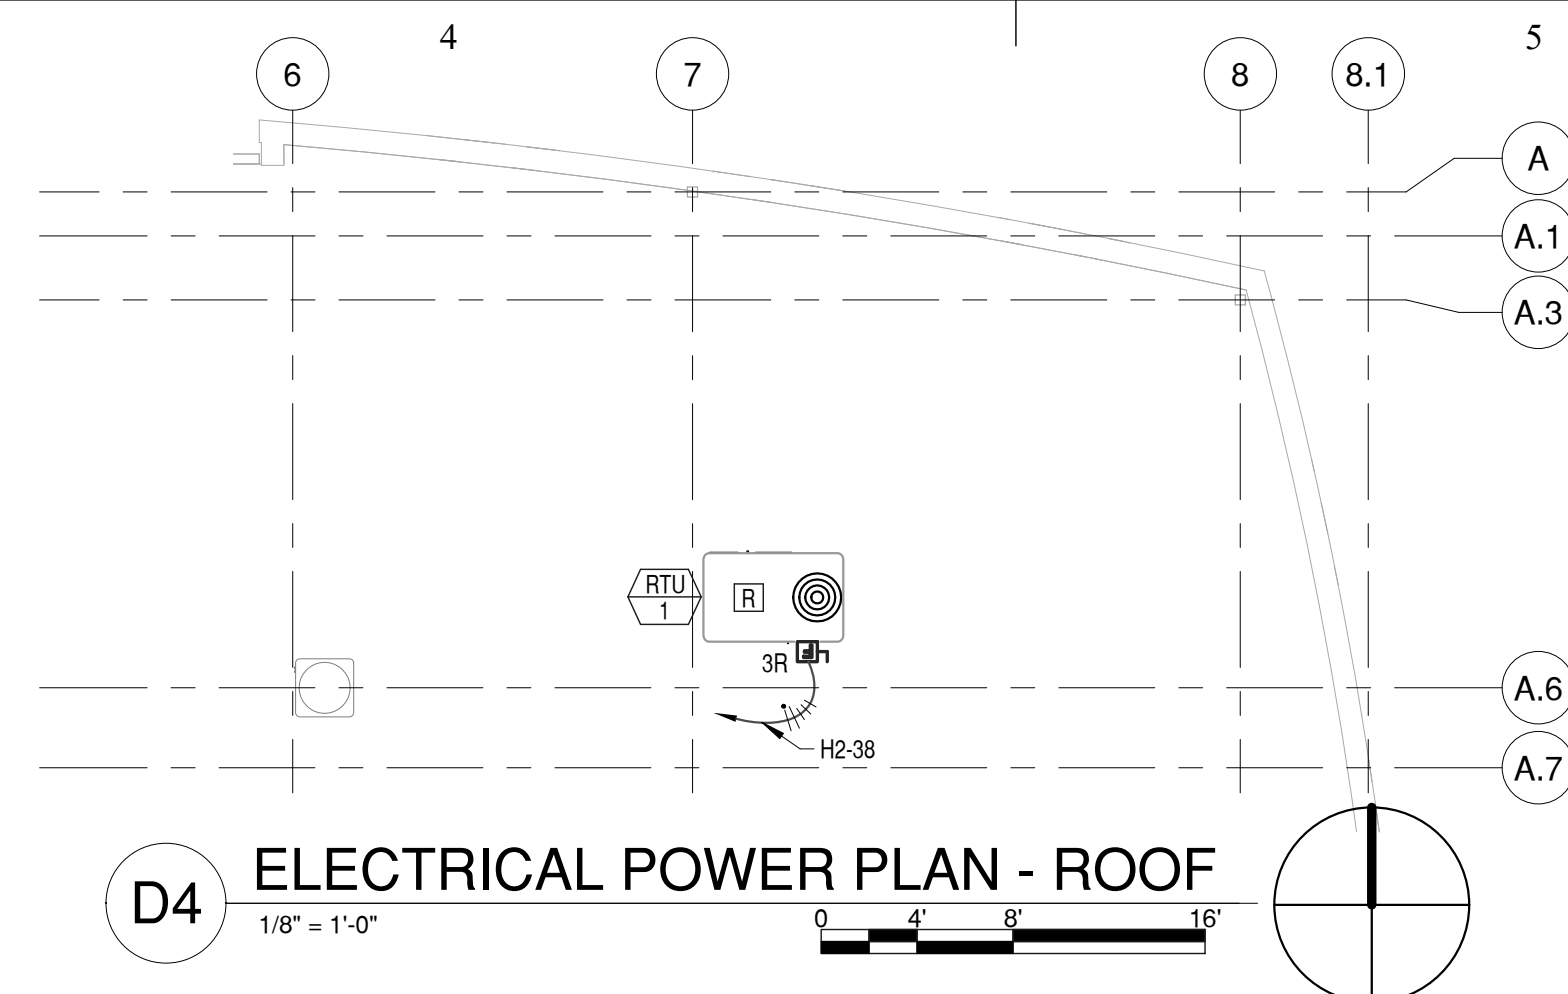 4
5
6
7
8
8.1
A
A.1
A.3
RTU
1
R
3R
F
H2-38
A.6
A.7
D4
ELECTRICAL POWER PLAN - ROOF
1/8" = 1'-0"
0 4' 8' 16'